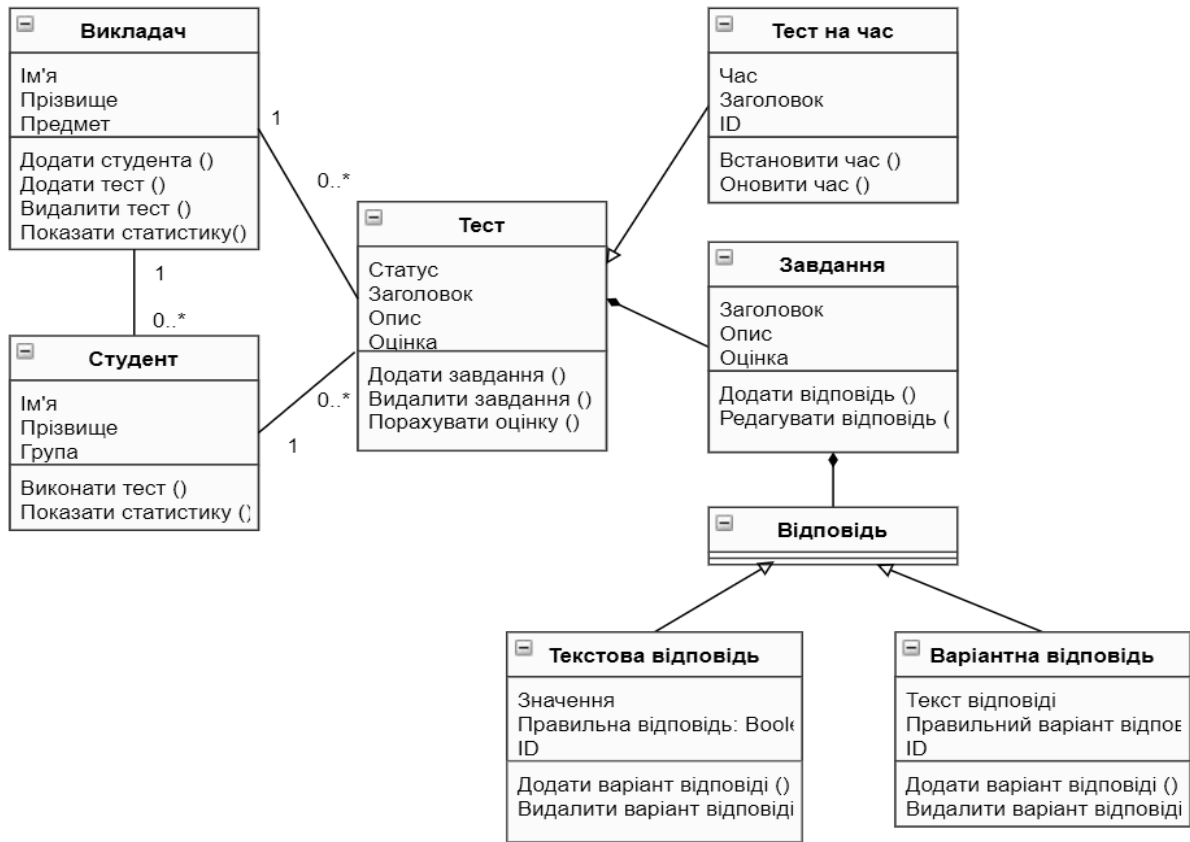 Викладач
Ім'я
Прізвище
Предмет
Додати студента ()
Додати тест ()
Видалити тест ()
Показати статистику()
1
0..*
1
0..*
Студент
Ім'я
Прізвище
Група
Виконати тест ()
Показати статистику ()
0..*
1
Тест
Статус
Заголовок
Опис
Оцінка
Додати завдання ()
Видалити завдання ()
Порахувати оцінку ()
Тест на час
Час
Заголовок
ID
Встановити час ()
Оновити час ()
Завдання
Заголовок
Опис
Оцінка
Додати відповідь ()
Редагувати відповідь (
Відповідь
Текстова відповідь
Значення
Правильна відповідь: Boole
ID
Додати варіант відповіді ()
Видалити варіант відповіді
Варіантна відповідь
Текст відповіді
Правильний варіант відпов
ID
Додати варіант відповіді ()
Видалити варіант відповіді